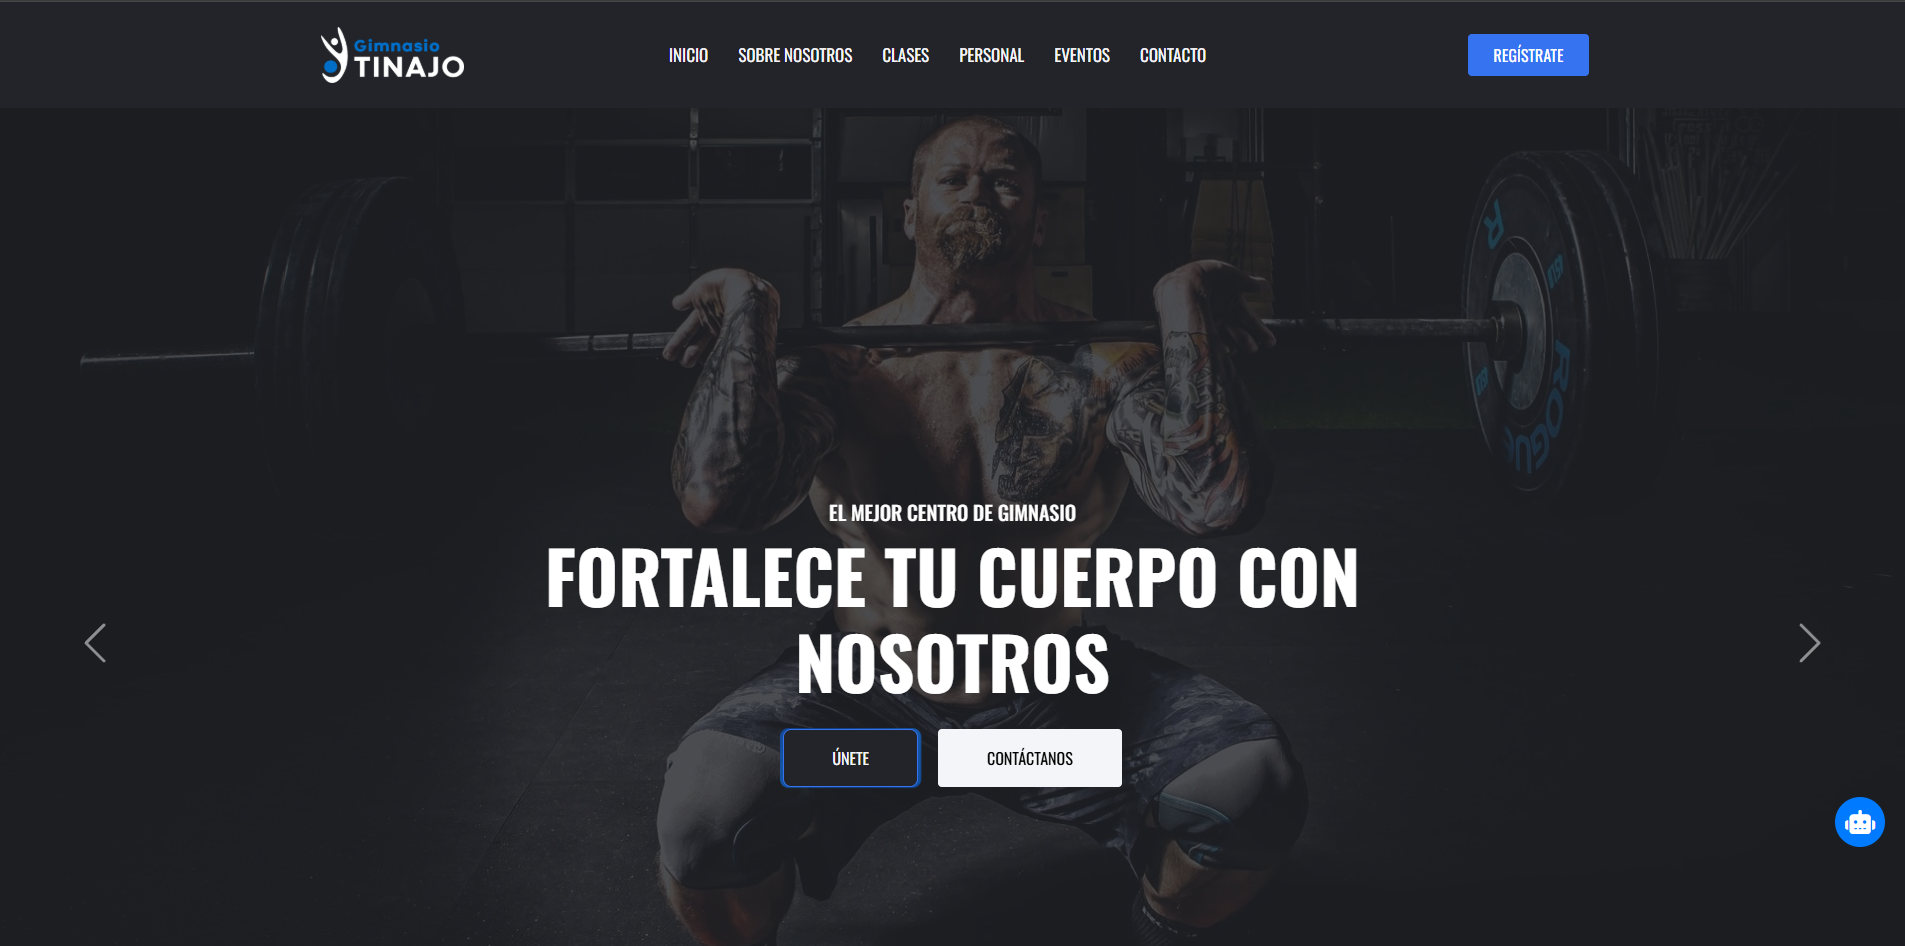 Gimnasio
TINAJO
INICIO SOBRE NOSOTROS CLASES PERSONAL EVENTOS CONTACTO
REGÍSTRATE
R
ROGUE
EL MEJOR CENTRO DE GIMNASIO
FORTALECE TU CUERPO CON
NOSOTROS
ÚNETE
CONTÁCTANOS